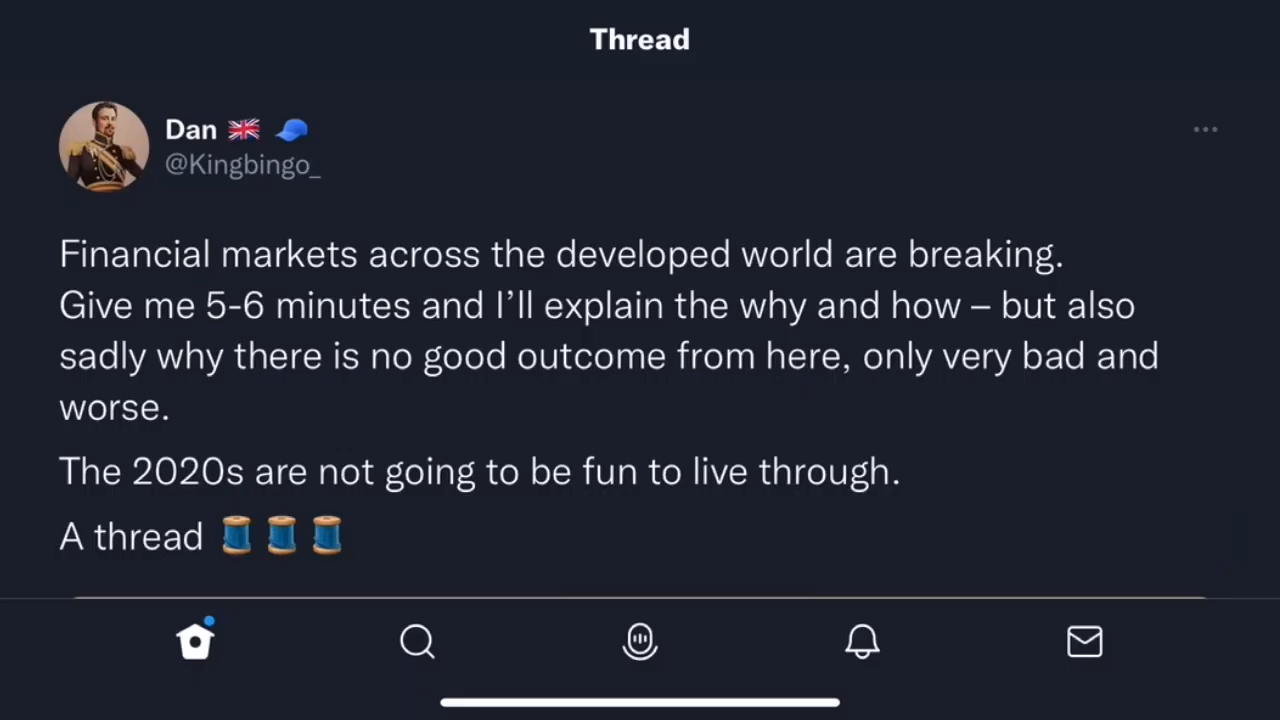 Thread
Dan 🇬🇧 🧢
@Kingbingo_
Financial markets across the developed world are breaking.
Give me 5-6 minutes and I’ll explain the why and how – but also
sadly why there is no good outcome from here, only very bad and
worse.
The 2020s are not going to be fun to live through.
A thread 🧵🧵🧵